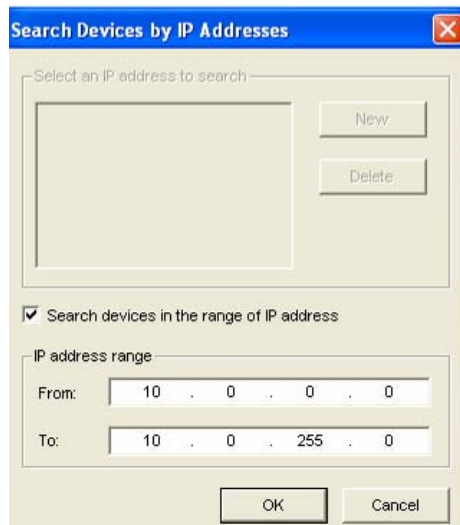 Search Devices by IP Addresses
Select an IP address to search
New
Delete
Search devices in the range of IP address
IP address range
From: 10 . 0 . 0 . 0
To: 10 . 0 . 255 . 0
OK Cancel